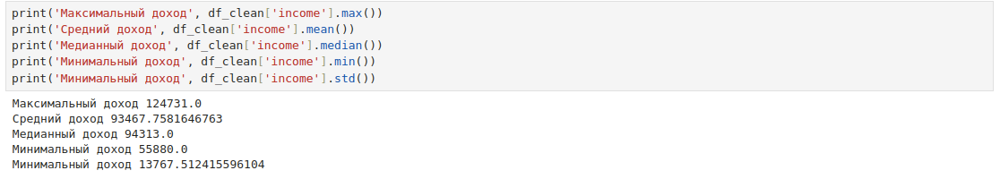 print('Максимальный доход', df_clean['income'].max())
print('Средний доход', df_clean['income'].mean())
print('Медианный доход', df_clean['income'].median())
print('Минимальный доход', df_clean['income'].min())
print('Минимальный доход', df_clean['income'].std())
Максимальный доход 124731.0
Средний доход 93467.7581646763
Медианный доход 94313.0
Минимальный доход 55880.0
Минимальный доход 13767.512415596104